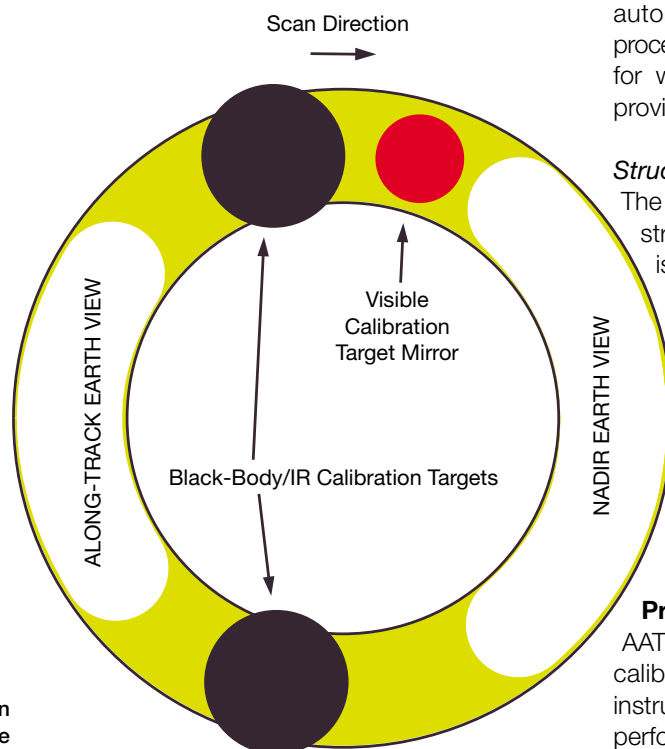 Scan Direction
Visible
Calibration
Target Mirror
ALONG-TRACK EARTH VIEW
NADIR EARTH VIEW
Black-Body/IR Calibration Targets
auto
proce
for w
provi
Struc
The
str
is
Pr
AAT
calib
instru
perfo
n
e